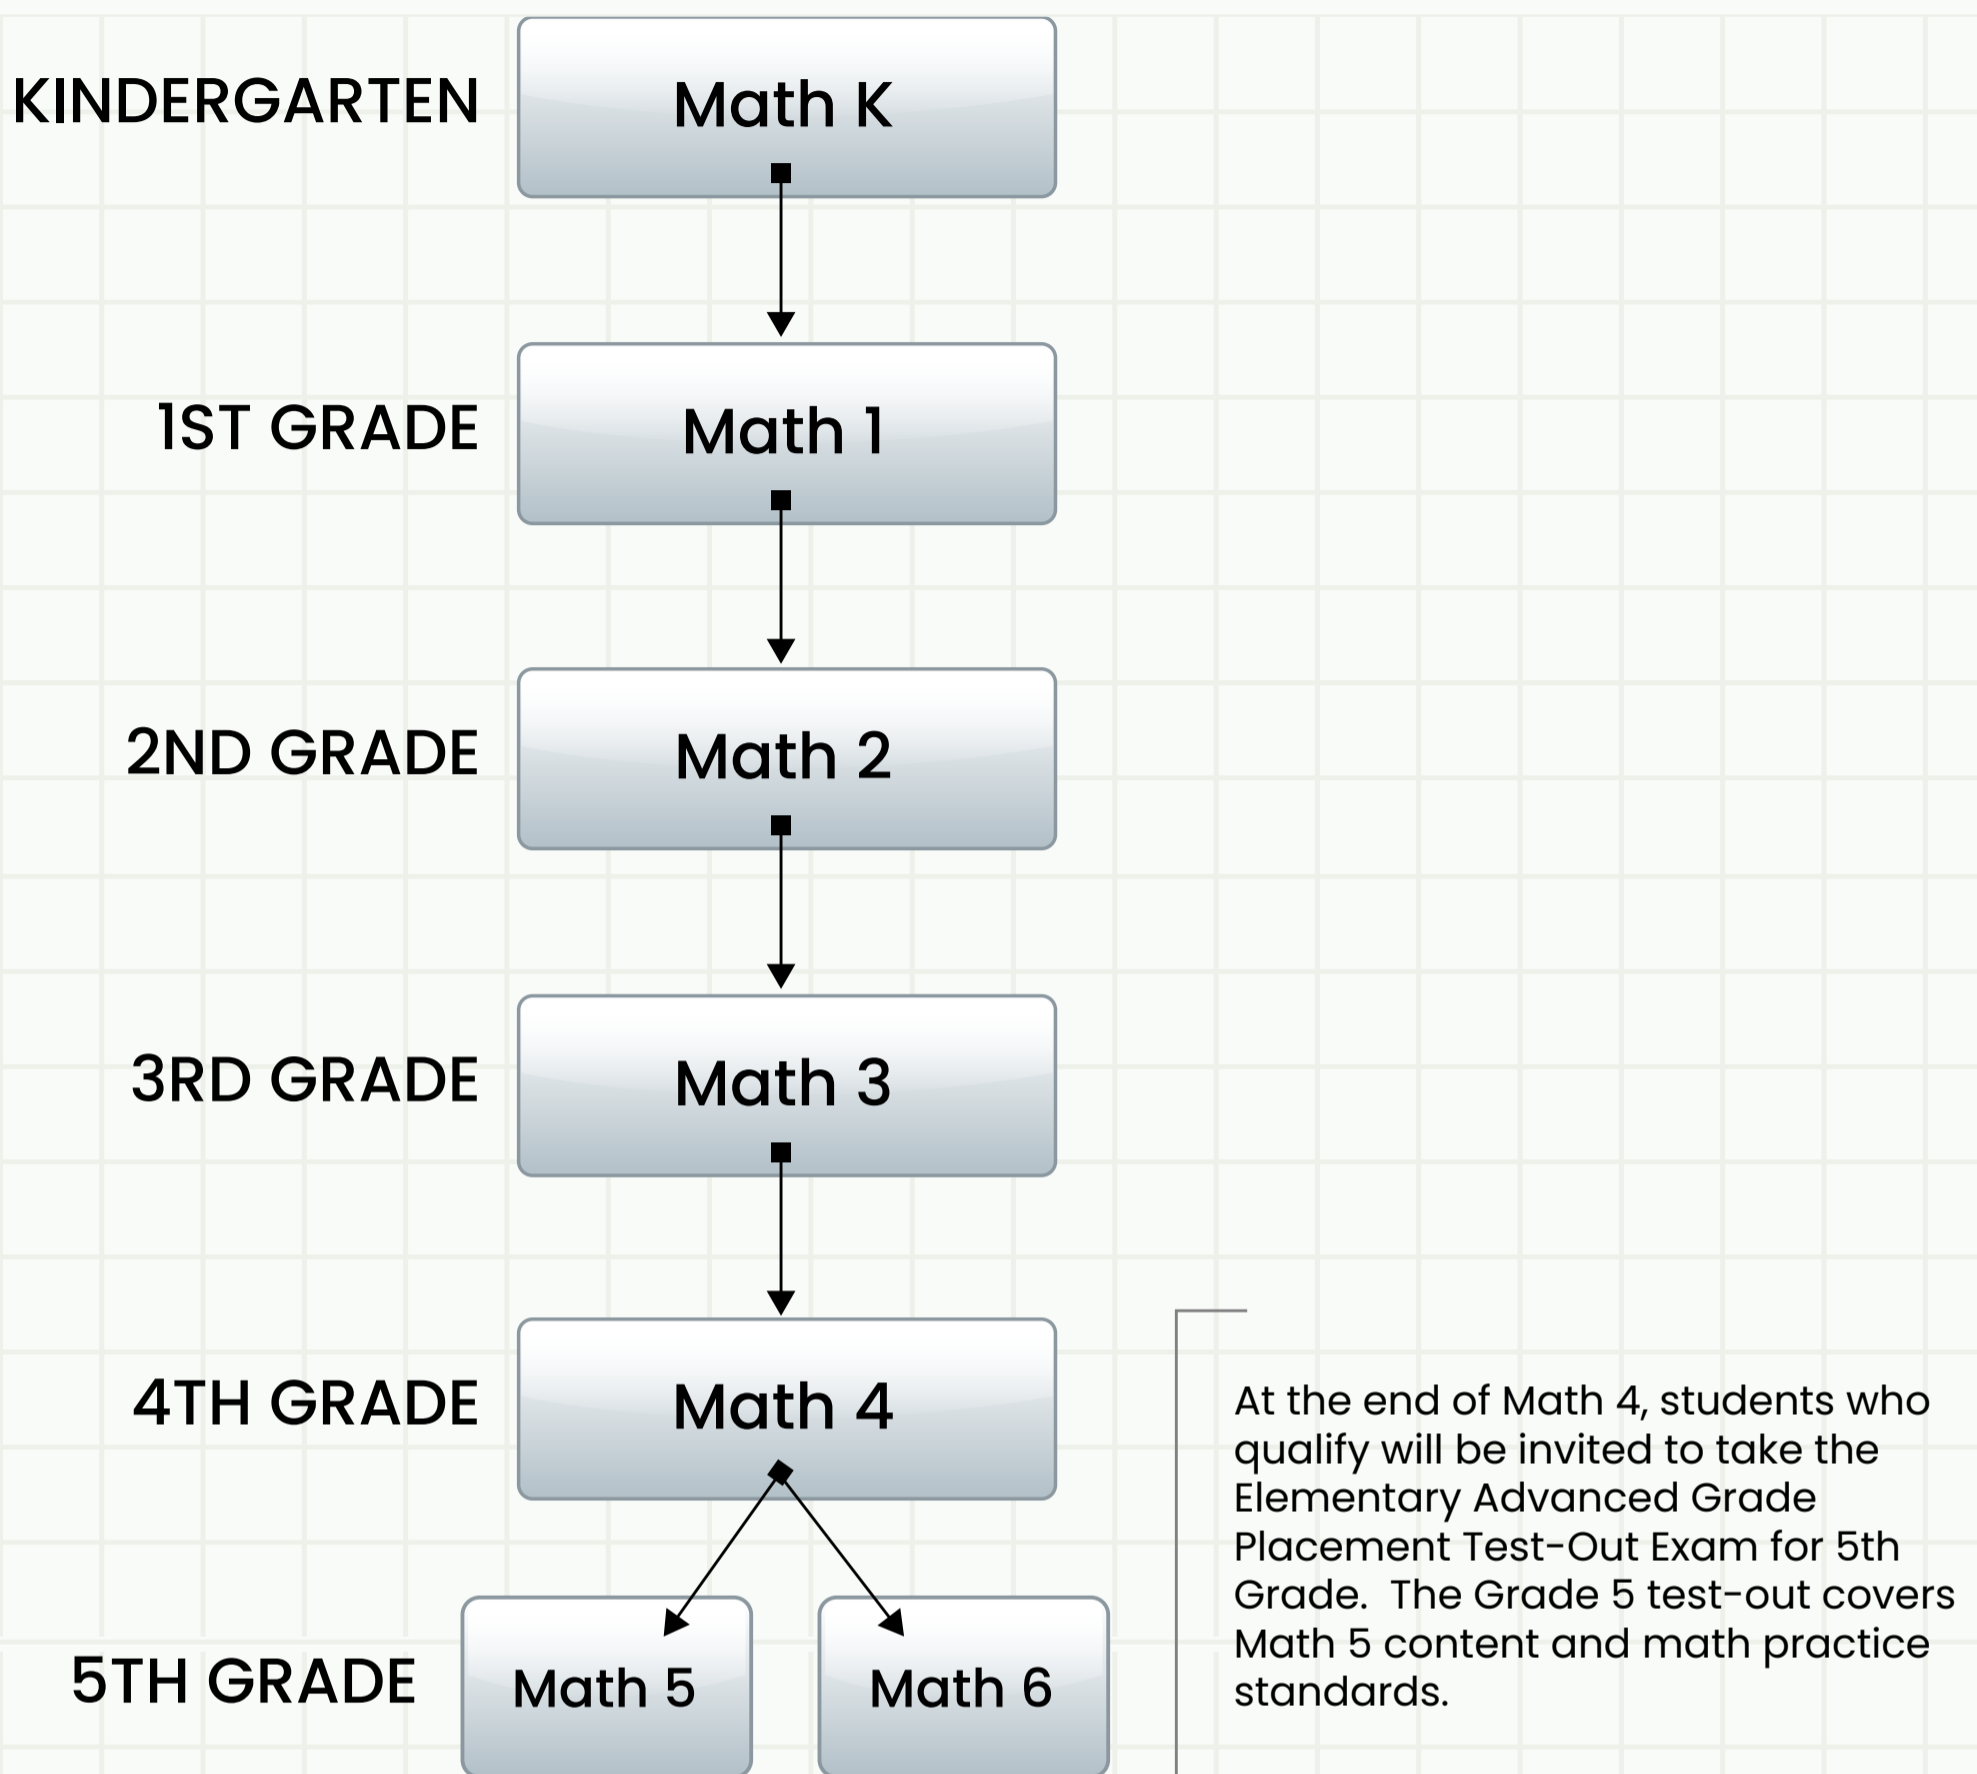 KINDERGARTEN
Math K
1ST GRADE
Math 1
2ND GRADE
Math 2
3RD GRADE
Math 3
4TH GRADE
Math 4
At the end of Math 4, students who
qualify will be invited to take the
Elementary Advanced Grade
Placement Test-Out Exam for 5th
Grade.  The Grade 5 test-out covers
Math 5 content and math practice
standards.
5TH GRADE
Math 5
Math 6